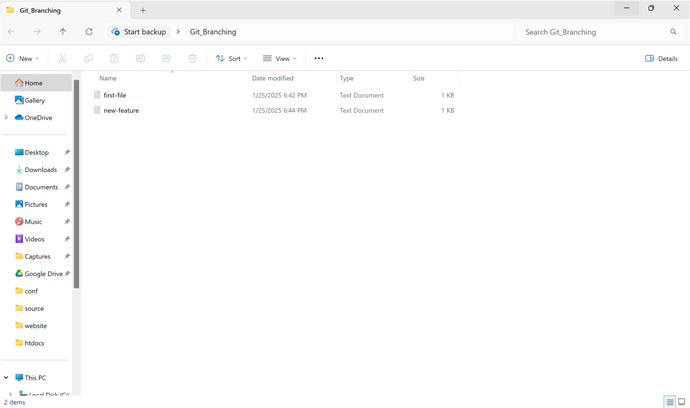 Git_Branching
Start backup > Git_Branching
Search Git_Branching
New
Sort
View
Details
Name Date modified Type Size
first-file 1/25/2025 6:42 PM Text Document 1 KB
new-feature 1/25/2025 6:44 PM Text Document 1 KB
Home
Gallery
OneDrive
Desktop
Downloads
Documents
Pictures
Music
Videos
Captures
Google Drive
conf
source
website
htdocs
This PC
Local Disk (C:)
2 items